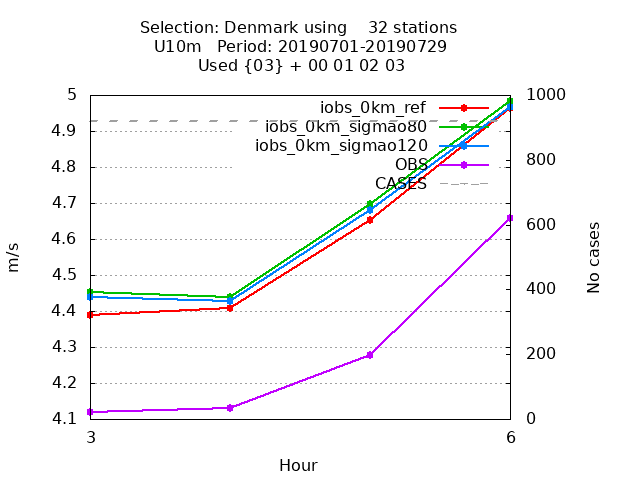 Selection: Denmark using    32 stations
U10m   Period: 20190701-20190729
Used {03} + 00 01 02 03
5
4.9
4.8
4.7
4.6
4.5
4.4
4.3
4.2
4.1
m/s
iobs_0km_ref
iobs_0km_sigmao80
iobs_0km_sigmao120
OBS
CASES
1000
800
600
400
200
0
No cases
3
6
Hour